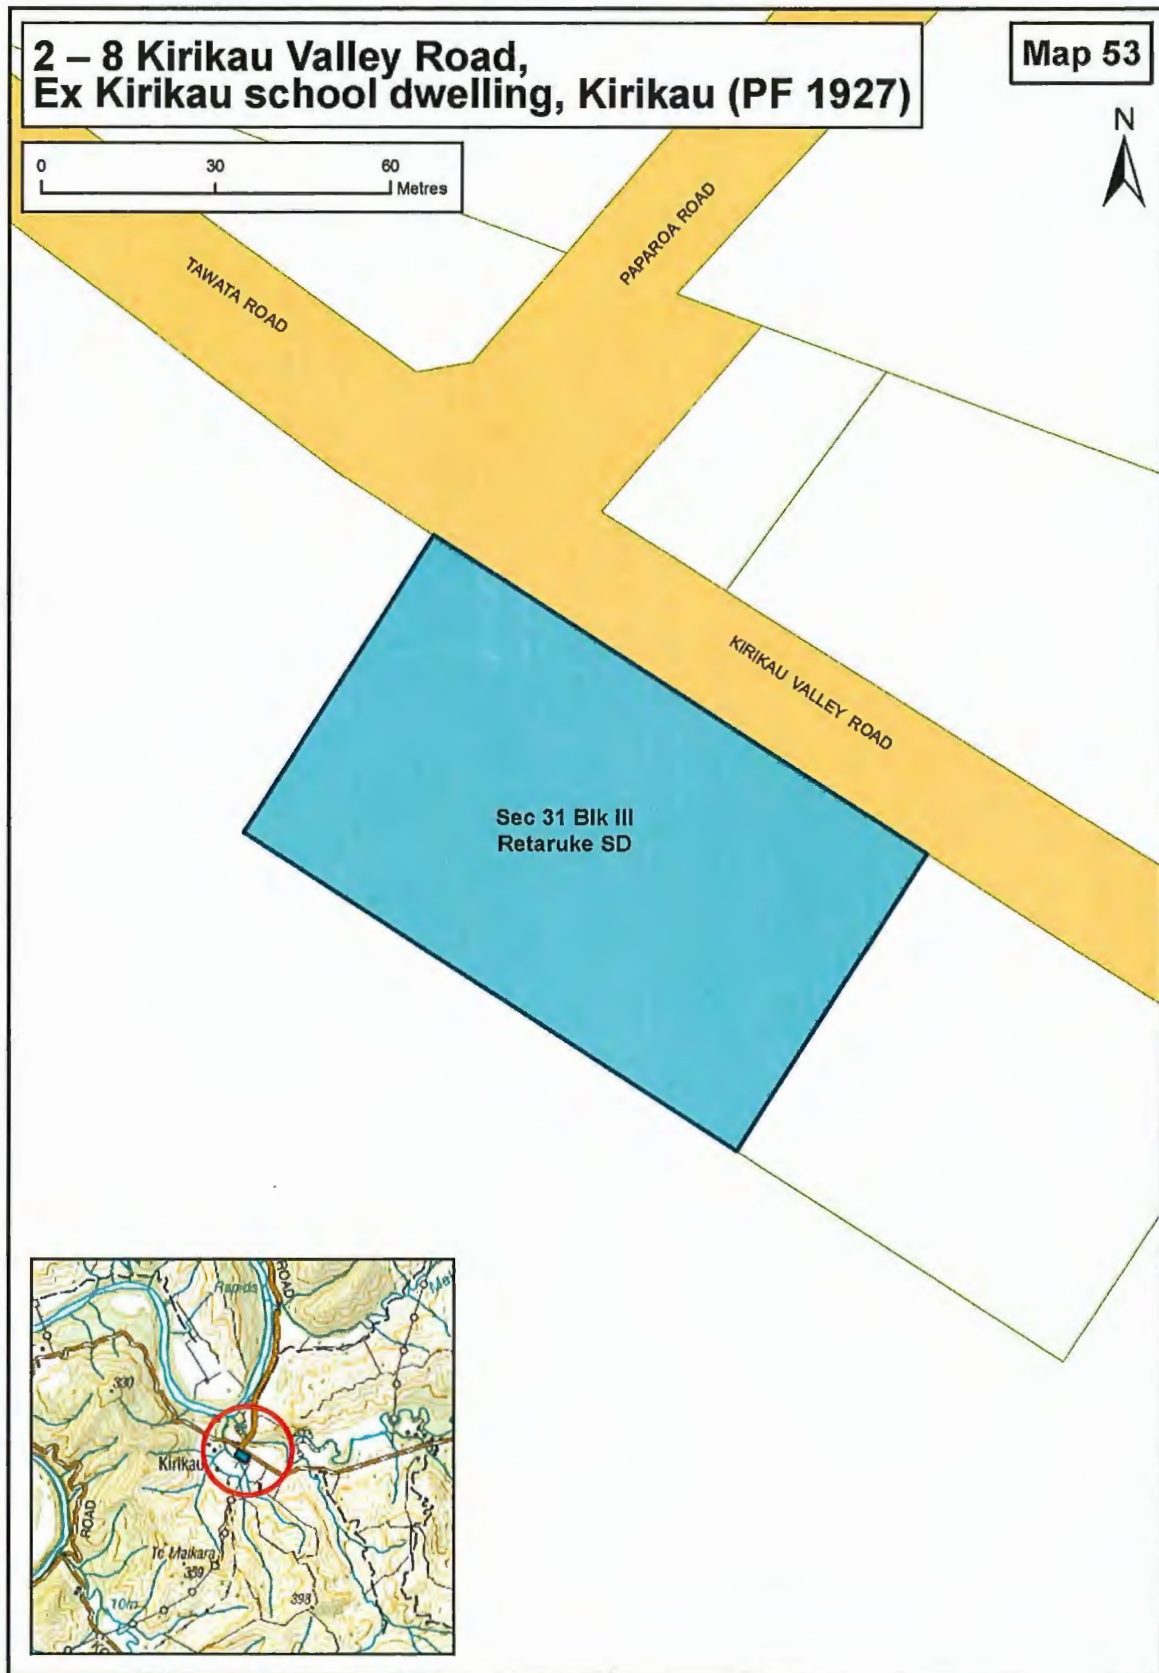 2 – 8 Kirikau Valley Road,
Ex Kirikau school dwelling, Kirikau (PF 1927)
Map 53
N
0 30 60
Metres
TAWATA ROAD
PAPAROA ROAD
KIRIKAU VALLEY ROAD
Sec 31 Blk III
Retaruke SD
Rapids
ROAD
330
Kirikau
ROAD
Te Maikara
359
10m
393